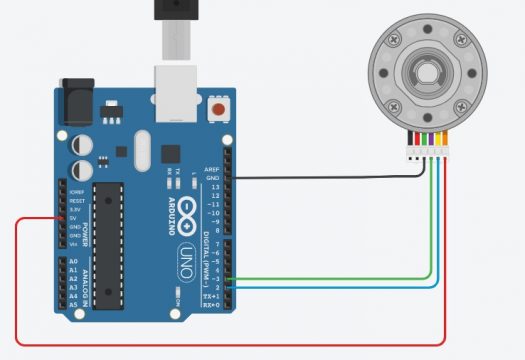 AREF
GND
13
12
~11
~10
~9
8
7
~6
~5
4
~3
2
TX→1
RX←0
DIGITAL (PWM~)
L
TX
RX
ARDUINO
UNO
ON
IOREF
RESET
3.3V
5V
GND
GND
Vin
POWER
A0
A1
A2
A3
A4
A5
ANALOG IN